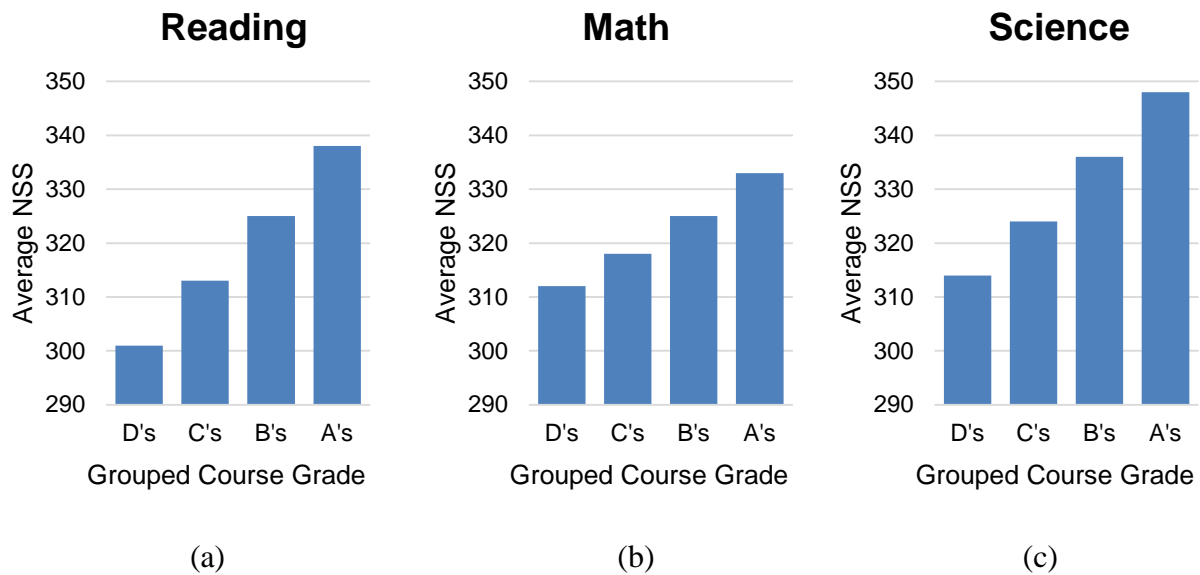 Reading
350
340
330
320
310
300
290
Average NSS
D's C's B's A's
Grouped Course Grade
(a)
Math
350
340
330
320
310
300
290
Average NSS
D's C's B's A's
Grouped Course Grade
(b)
Science
350
340
330
320
310
300
290
Average NSS
D's C's B's A's
Grouped Course Grade
(c)